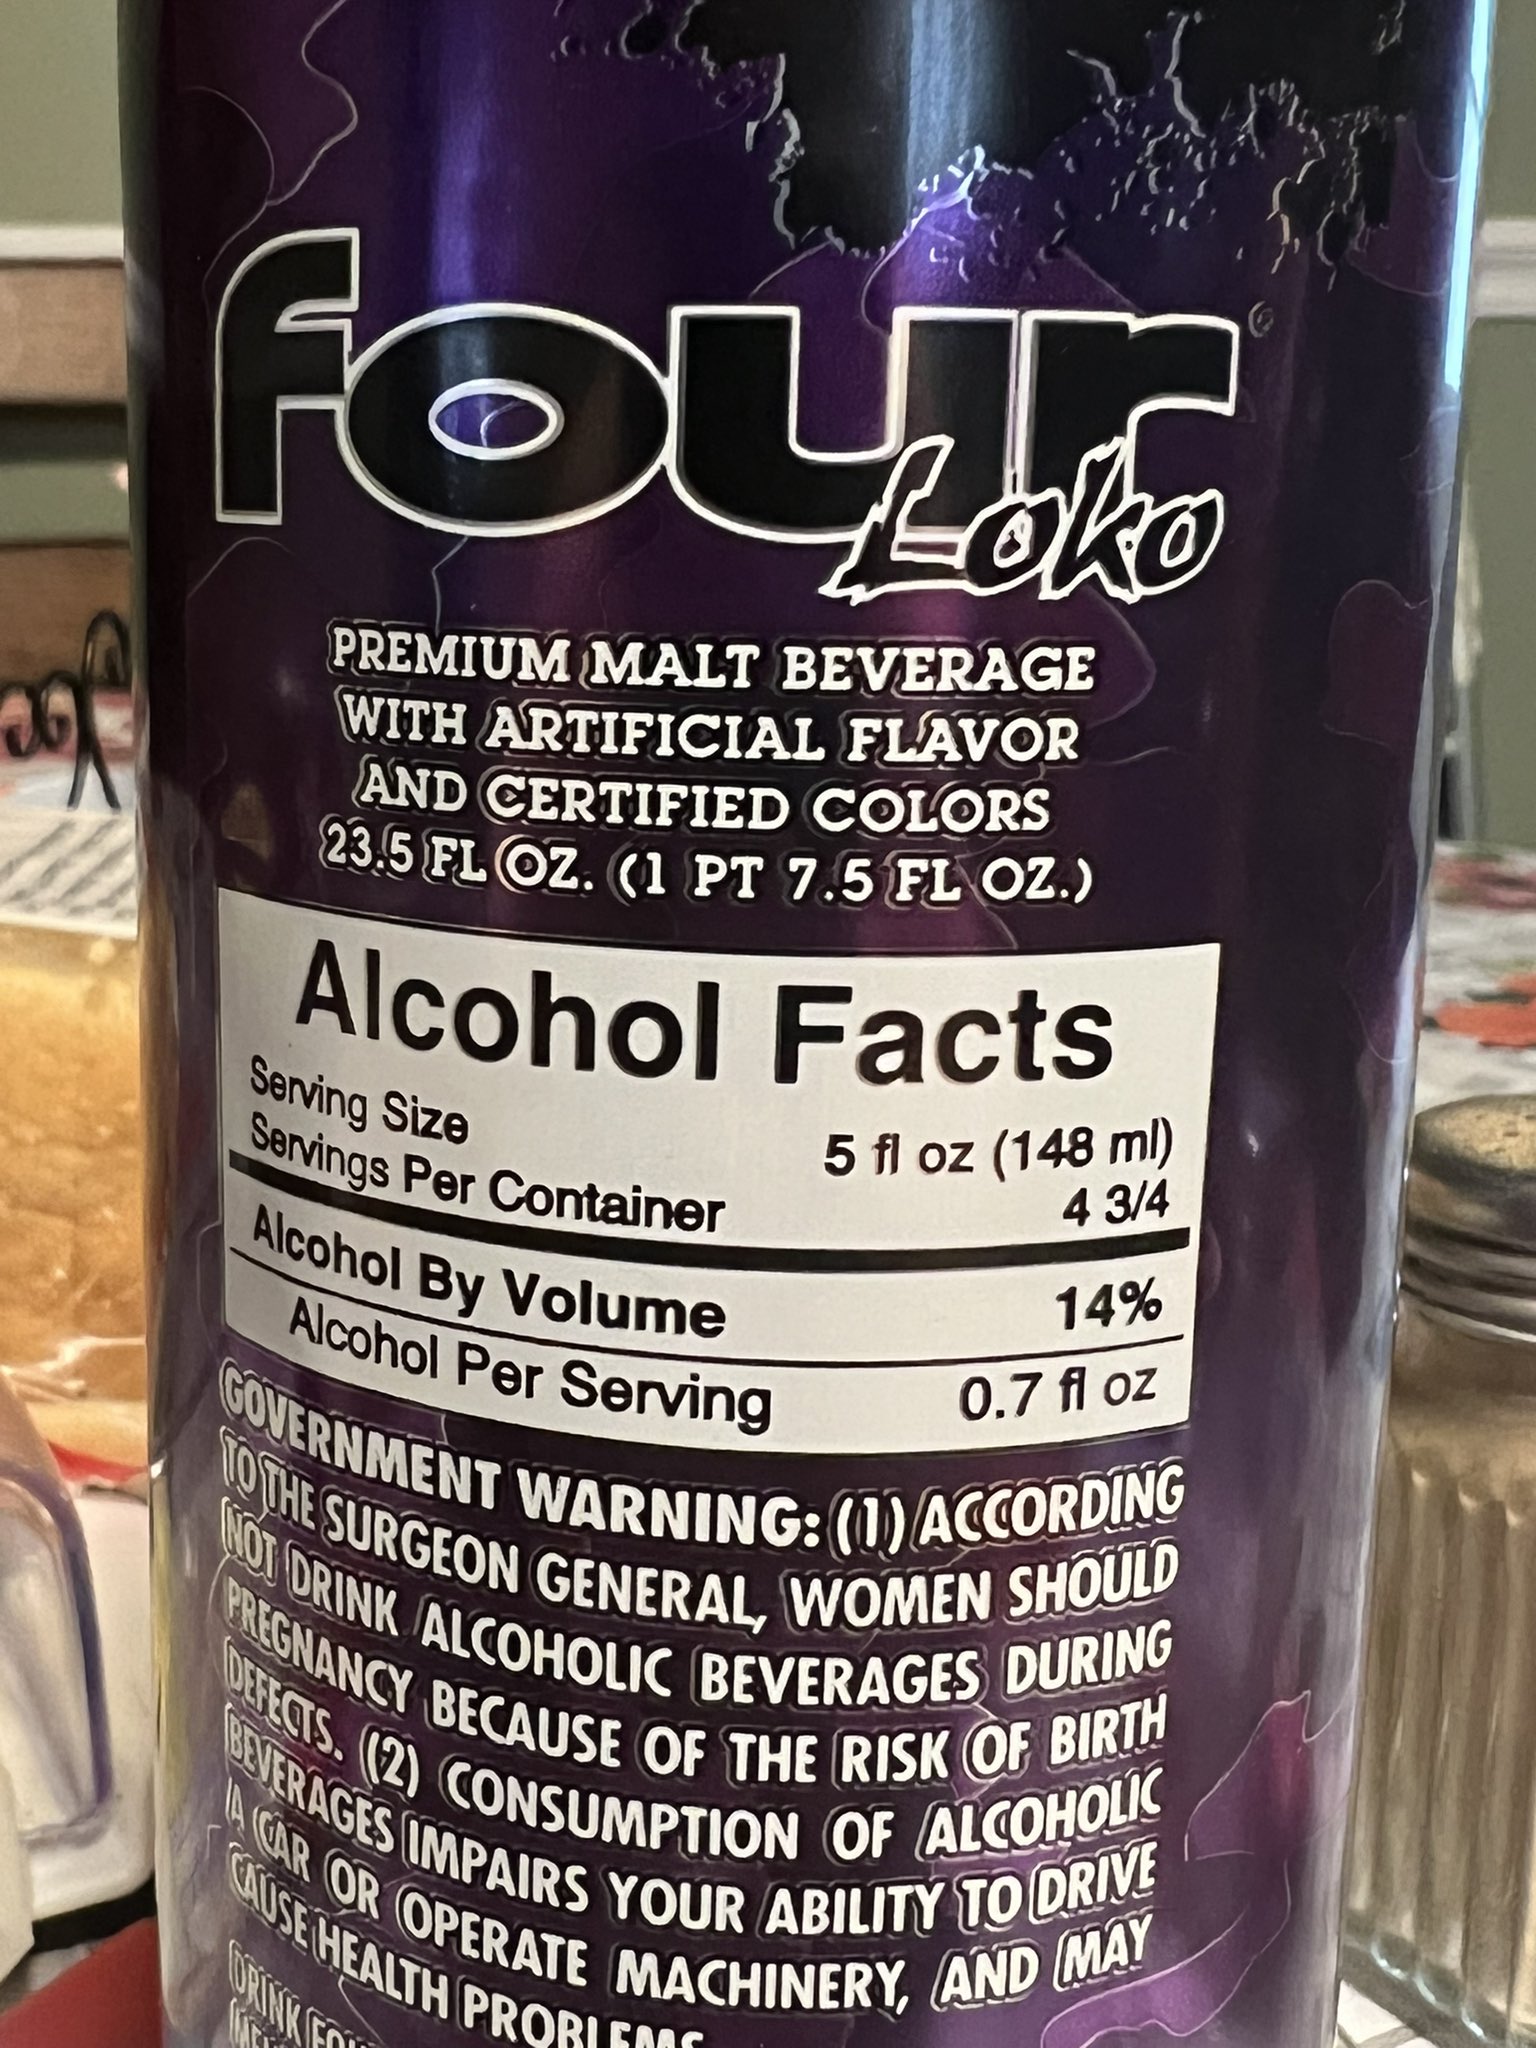 four®
Loko
PREMIUM MALT BEVERAGE
WITH ARTIFICIAL FLAVOR
AND CERTIFIED COLORS
23.5 FL OZ. (1 PT 7.5 FL OZ.)
Alcohol Facts
Serving Size 5 fl oz (148 ml)
Servings Per Container 4 3/4
Alcohol By Volume 14%
Alcohol Per Serving 0.7 fl oz
GOVERNMENT WARNING: (1) ACCORDING
TO THE SURGEON GENERAL, WOMEN SHOULD
NOT DRINK ALCOHOLIC BEVERAGES DURING
PREGNANCY BECAUSE OF THE RISK OF BIRTH
DEFECTS. (2) CONSUMPTION OF ALCOHOLIC
BEVERAGES IMPAIRS YOUR ABILITY TO DRIVE
A CAR OR OPERATE MACHINERY, AND MAY
CAUSE HEALTH PROBLEMS
DRINK